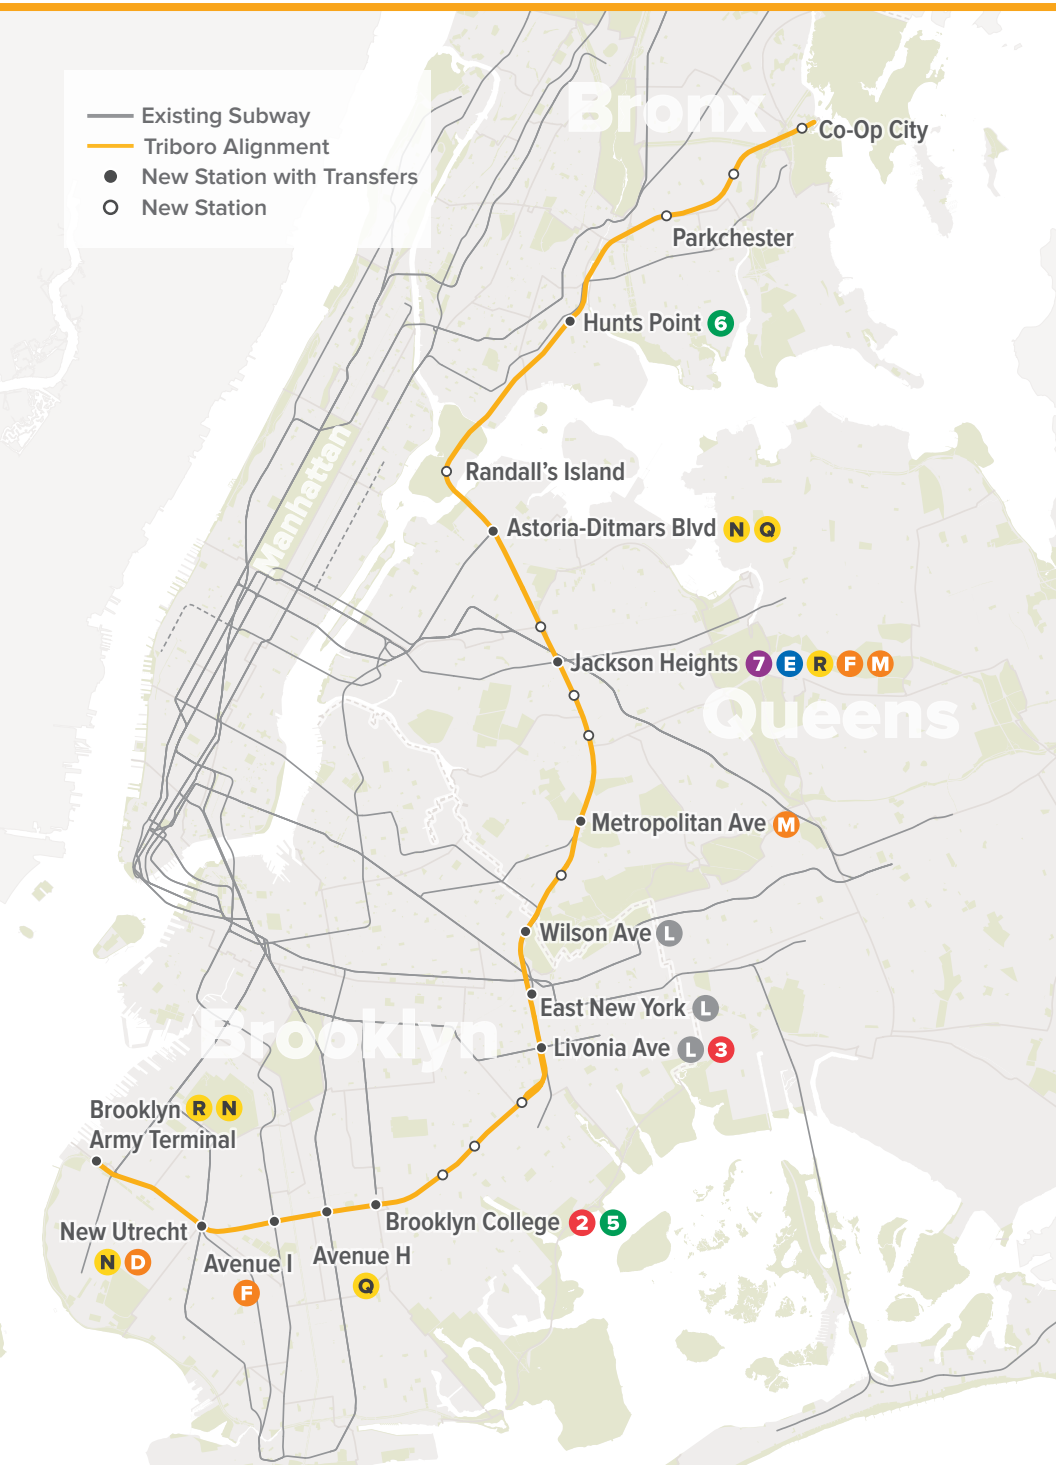 Existing Subway
Triboro Alignment
New Station with Transfers
New Station
Bronx
Co-Op City
Parkchester
Hunts Point 6
Manhattan
Randall's Island
Astoria-Ditmars Blvd N Q
Jackson Heights 7 E R F M
Queens
Metropolitan Ave M
Wilson Ave L
East New York L
Brooklyn
Livonia Ave L 3
Brooklyn R N
Army Terminal
New Utrecht
N D
Avenue I
F
Avenue H
Q
Brooklyn College 2 5